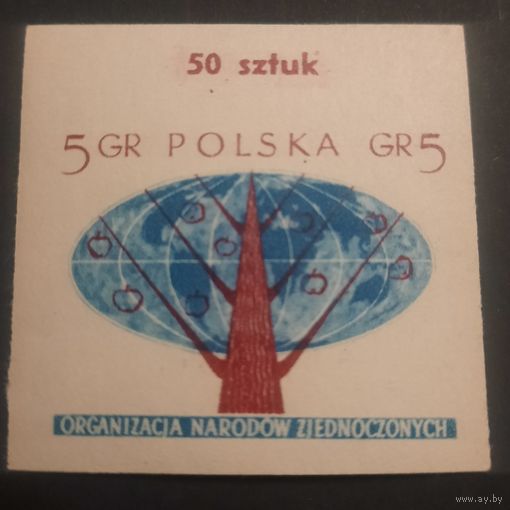 50 sztuk
5 GR POLSKA GR 5
ORGANIZACJA NARODÓW ZJEDNOCZONYCH
www.ay.by